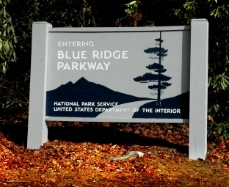 ENTERING
BLUE RIDGE
PARKWAY
NATIONAL PARK SERVICE
UNITED STATES DEPARTMENT OF THE INTERIOR